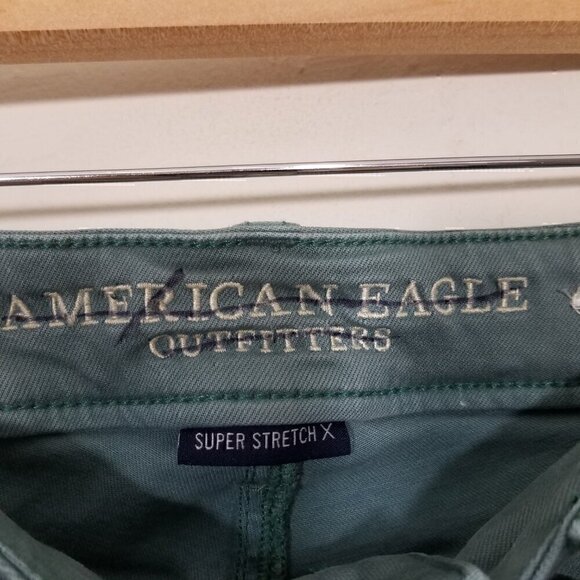 AMERICAN EAGLE
OUTFITTERS
SUPER STRETCH X